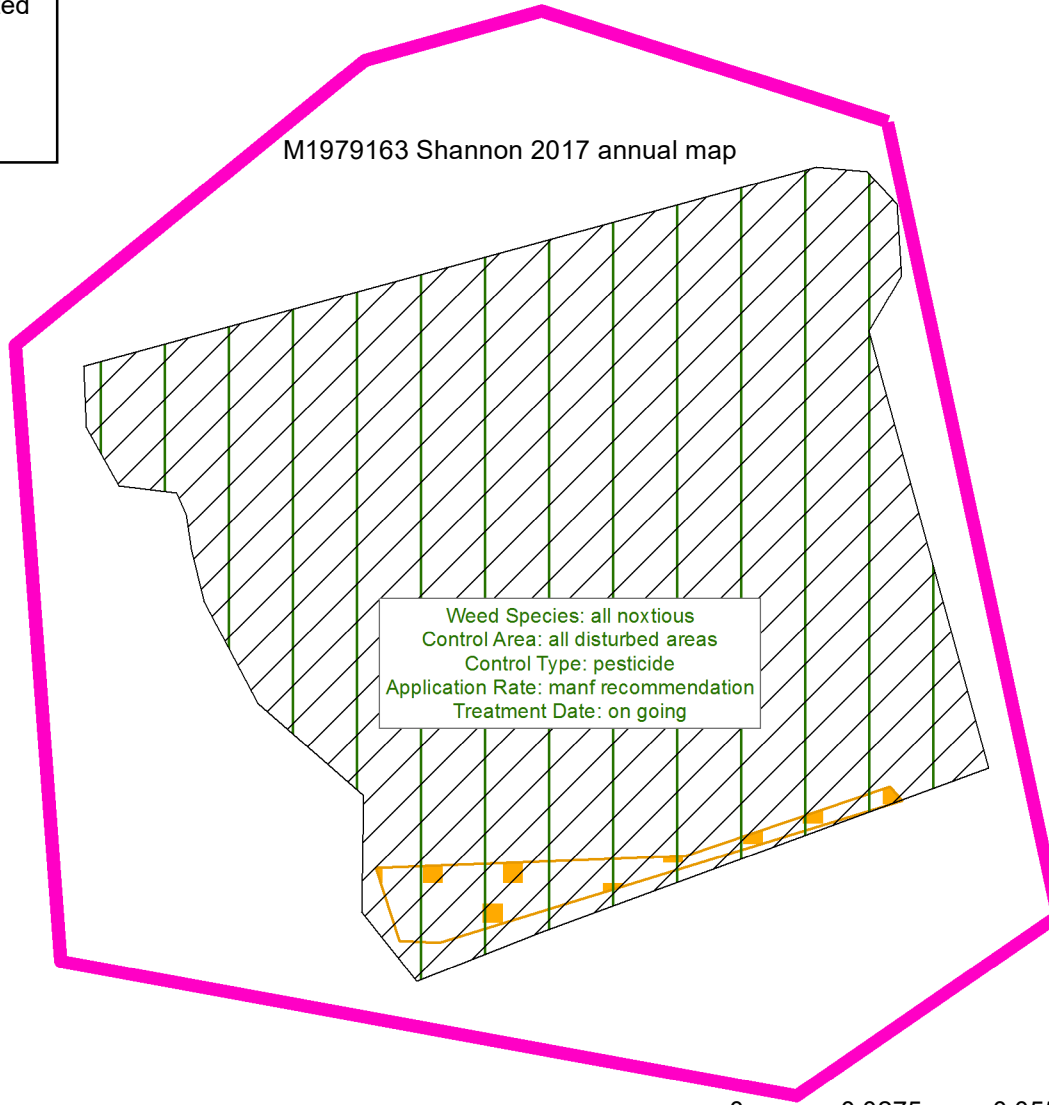 M1979163 Shannon 2017 annual map
Weed Species: all noxtious
Control Area: all disturbed areas
Control Type: pesticide
Application Rate: manf recommendation
Treatment Date: on going